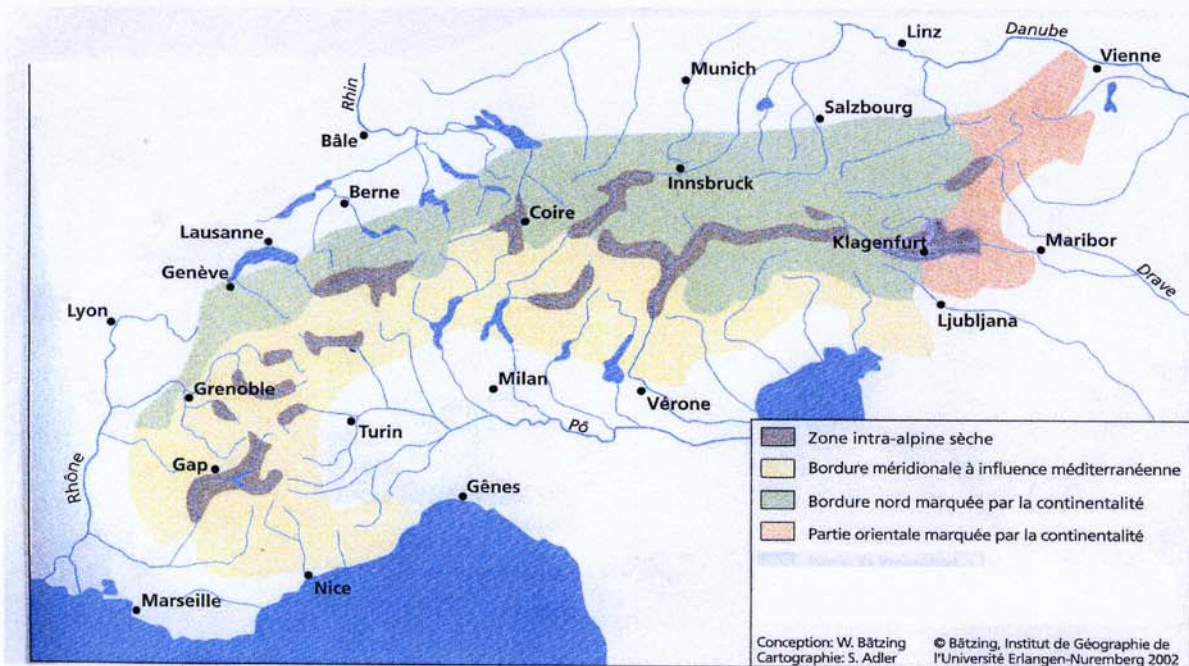 Linz
Danube
Vienne
Munich
Rhin
Salzbourg
Bâle
Innsbruck
Berne
Coire
Lausanne
Klagenfurt
Maribor
Genève
Drave
Lyon
Ljubljana
Grenoble
Milan
Vérone
Turin
Pô
Gap
Rhône
Gênes
Nice
Marseille
Zone intra-alpine sèche
Bordure méridionale à influence méditerranéenne
Bordure nord marquée par la continentalité
Partie orientale marquée par la continentalité
Conception: W. Bätzing
Cartographie: S. Adler
© Bätzing, Institut de Géographie de
l'Université Erlangen-Nuremberg 2002